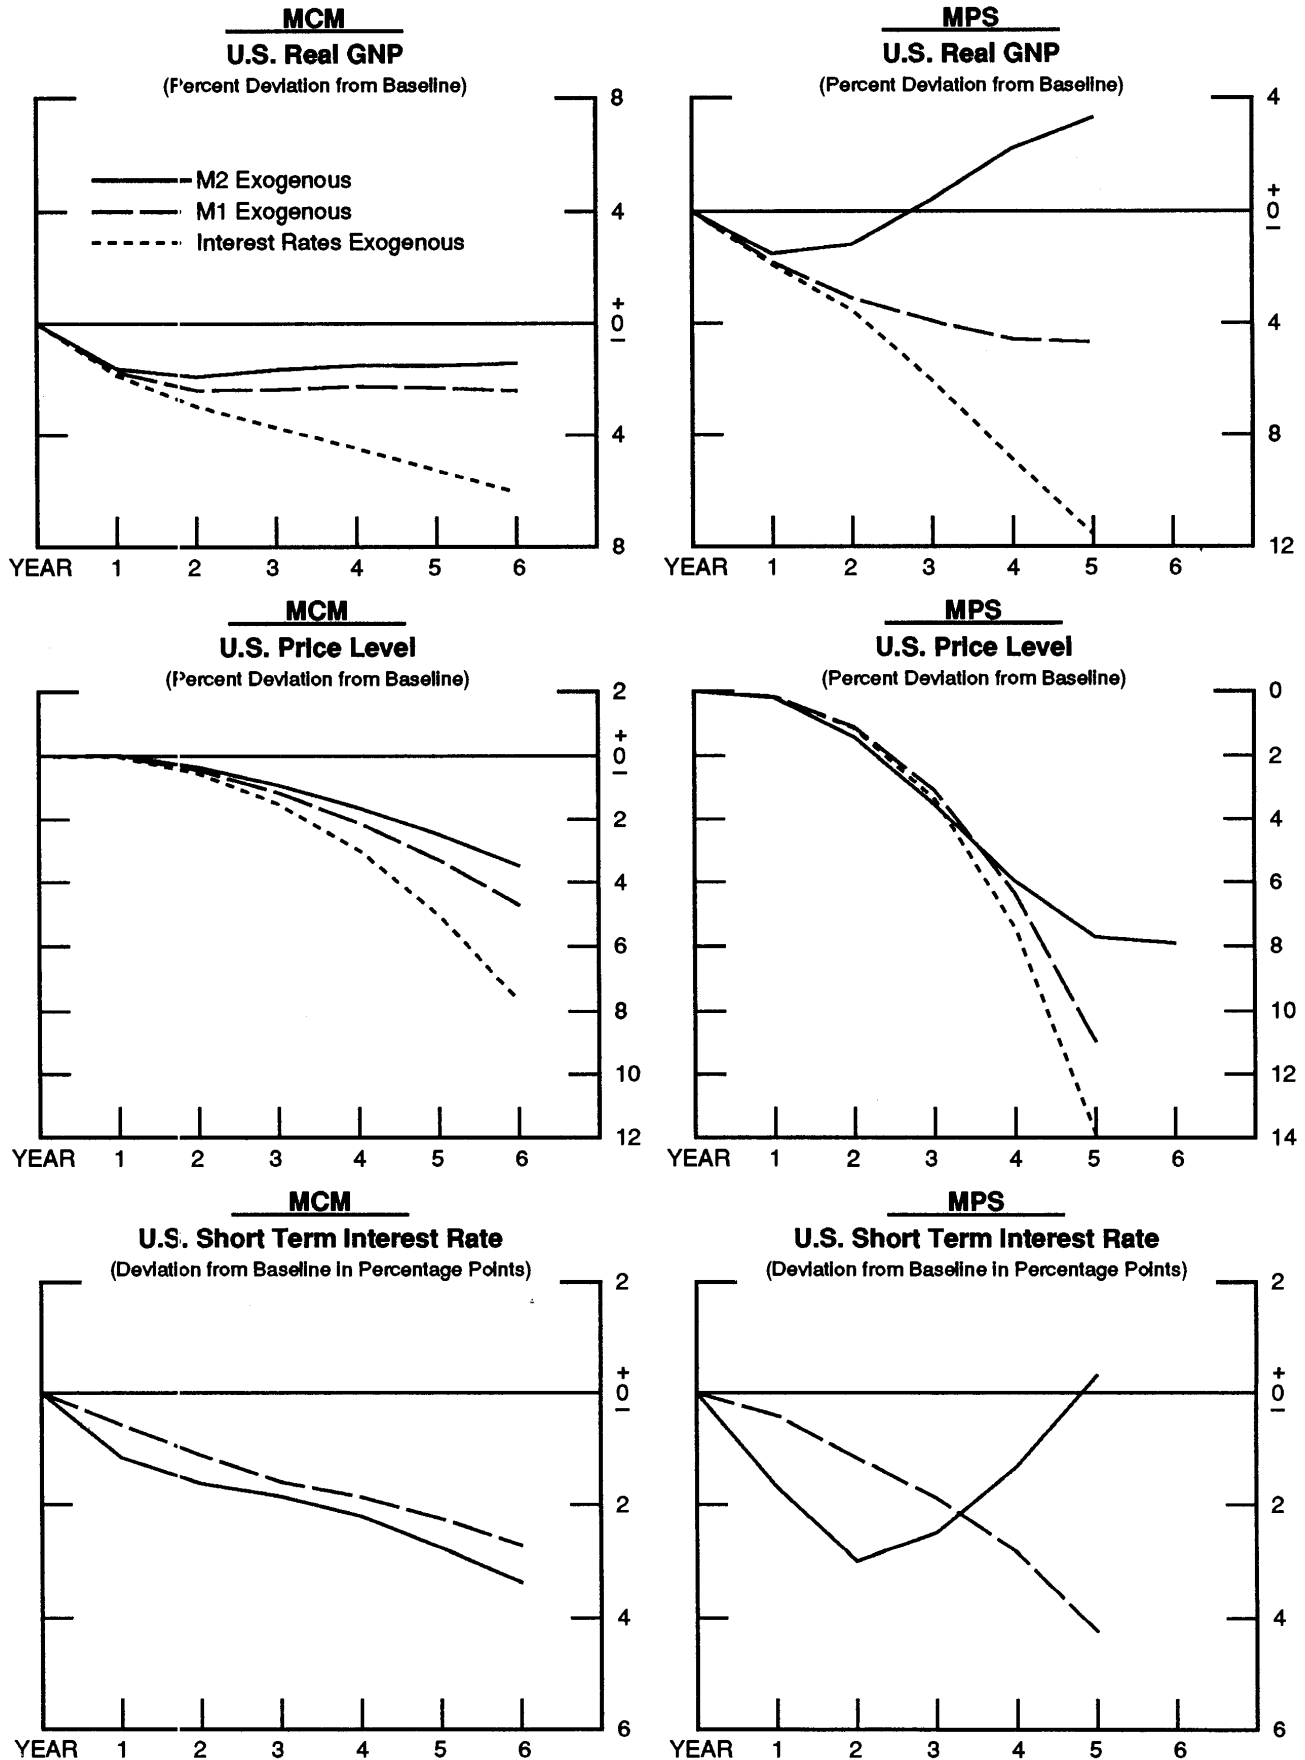 MCM
U.S. Real GNP
(Percent Deviation from Baseline)
8
M2 Exogenous
M1 Exogenous
Interest Rates Exogenous
4
+
0
–
4
8
YEAR 1 2 3 4 5 6
MPS
U.S. Real GNP
(Percent Deviation from Baseline)
4
+
0
–
4
8
12
YEAR 1 2 3 4 5 6
MCM
U.S. Price Level
(Percent Deviation from Baseline)
2
+
0
–
2
4
6
8
10
12
YEAR 1 2 3 4 5 6
MPS
U.S. Price Level
(Percent Deviation from Baseline)
0
2
4
6
8
10
12
14
YEAR 1 2 3 4 5 6
MCM
U.S. Short Term Interest Rate
(Deviation from Baseline in Percentage Points)
2
+
0
–
2
4
6
YEAR 1 2 3 4 5 6
MPS
U.S. Short Term Interest Rate
(Deviation from Baseline in Percentage Points)
2
+
0
–
2
4
6
YEAR 1 2 3 4 5 6